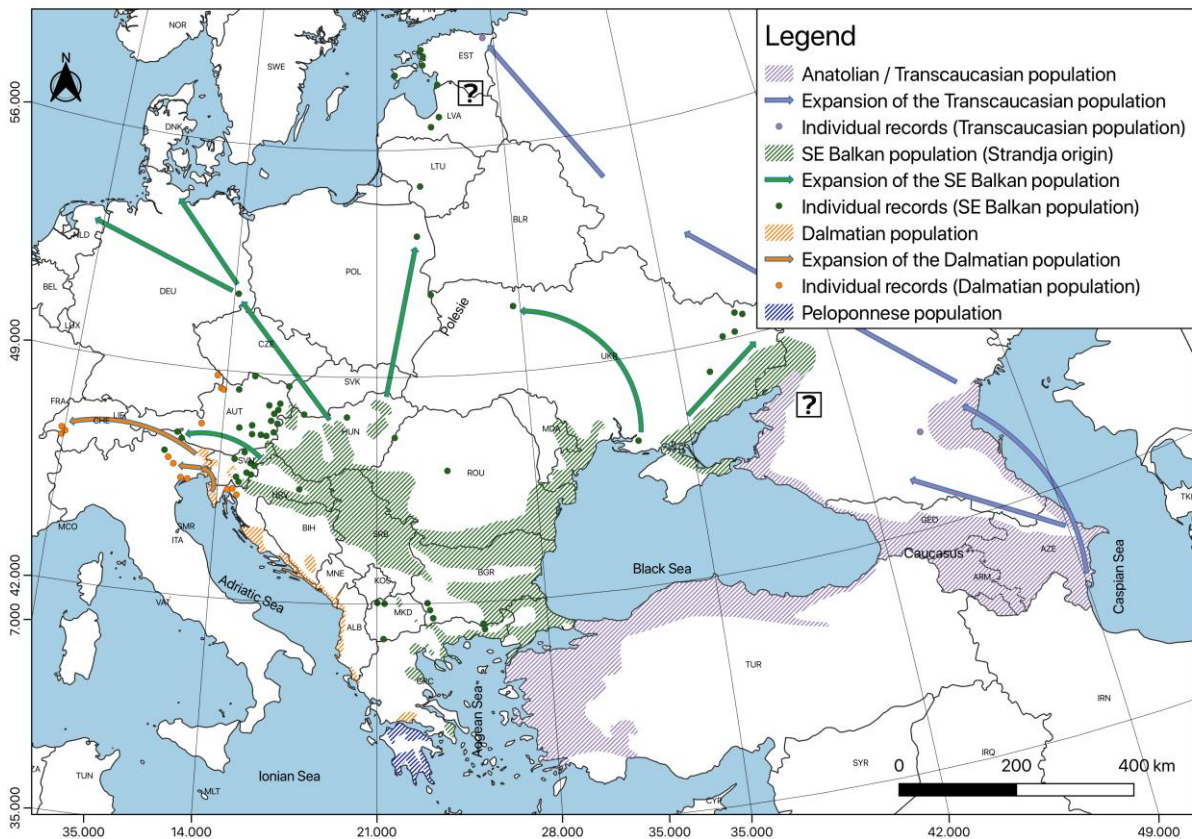 N
NOR
SWE
EST
?
LVA
DNK
LTU
BLR
NLD
DEU
POL
BEL
LUX
Polesie
CZE
UKR
SVK
FRA
LIE
CHE
AUT
HUN
MDA
?
SVN
ROU
HRV
MCO
SMR
ITA
BIH
SRB
GEO
Caucasus
AZE
ARM
TKM
Caspian Sea
Black Sea
MNE
KOS
BGR
Adriatic Sea
VAT
MKD
ALB
TUR
GRC
Aegean Sea
IRN
IRQ
SYR
Ionian Sea
TUN
MLT
CYP
Legend
Anatolian / Transcaucasian population
Expansion of the Transcaucasian population
Individual records (Transcaucasian population)
SE Balkan population (Strandja origin)
Expansion of the SE Balkan population
Individual records (SE Balkan population)
Dalmatian population
Expansion of the Dalmatian population
Individual records (Dalmatian population)
Peloponnese population
0 200 400 km
56.000
49.000
42.000
7.000
35.000
35.000 14.000 21.000 28.000 35.000 35.000 42.000 49.000